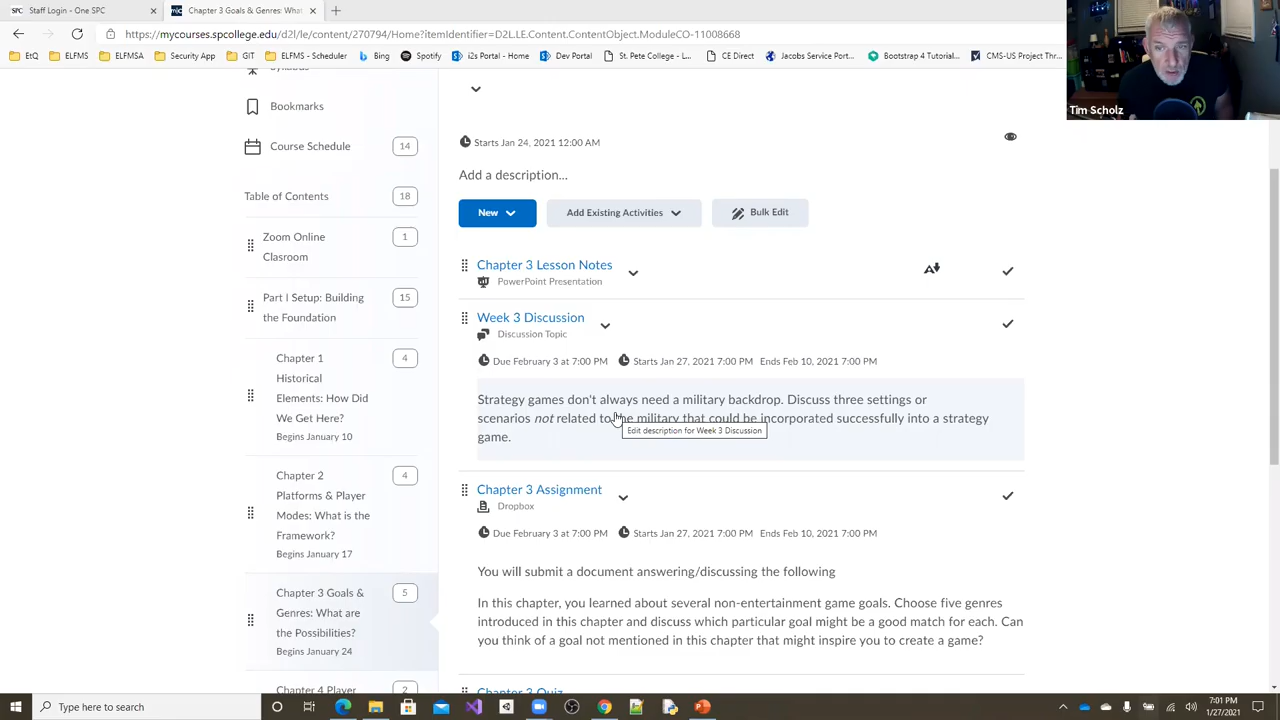 Staff Login - One SPC
Chapter 3 Goals & Genres: What
https://mycourses.spcollege.edu/d2l/le/content/270794/Home?itemIdentifier=D2L.LE.Content.ContentObject.ModuleCO-11008668
EtQ
ELFMS
ELFMSA
Security App
ELFMS - Scheduler
Bing
Spotify
i2s Portal - Home
Dev Portal
St. Pete College -...
CE Direct
Jacobs Service Port...
Bootstrap 4 Tutorial...
CMS-US Project Thr...
Tim Scholz
Syllabus
Bookmarks
Course Schedule 14
Table of Contents 18
Zoom Online
Clasroom
1
Part I Setup: Building
the Foundation
15
Chapter 1
Historical
Elements: How Did
We Get Here?
Begins January 10
4
Chapter 2
Platforms & Player
Modes: What is the
Framework?
Begins January 17
4
Chapter 3 Goals &
Genres: What are
the Possibilities?
Begins January 24
5
Chapter 4 Player
2
Starts Jan 24, 2021 12:00 AM
Add a description...
New
Add Existing Activities
Bulk Edit
Chapter 3 Lesson Notes
PowerPoint Presentation
Week 3 Discussion
Discussion Topic
Due February 3 at 7:00 PM Starts Jan 27, 2021 7:00 PM Ends Feb 10, 2021 7:00 PM
Strategy games don't always need a military backdrop. Discuss three settings or
scenarios not related to the military that could be incorporated successfully into a strategy
game.
Edit description for Week 3 Discussion
Chapter 3 Assignment
Dropbox
Due February 3 at 7:00 PM Starts Jan 27, 2021 7:00 PM Ends Feb 10, 2021 7:00 PM
You will submit a document answering/discussing the following
In this chapter, you learned about several non-entertainment game goals. Choose five genres
introduced in this chapter and discuss which particular goal might be a good match for each. Can
you think of a goal not mentioned in this chapter that might inspire you to create a game?
Chapter 3 Quiz
Type here to search
7:01 PM
1/27/2021